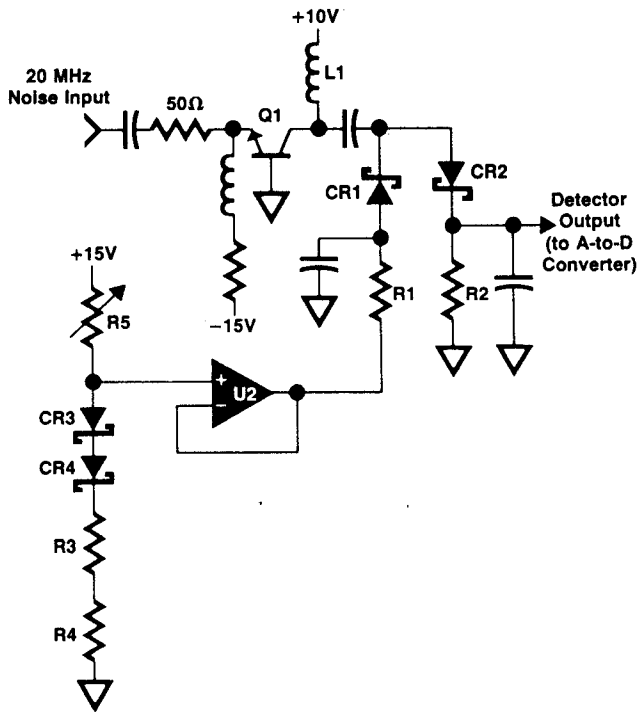 +10V
L1
20 MHz
Noise Input
50Ω
Q1
CR1
CR2
Detector
Output
(to A-to-D
Converter)
+15V
R5
−15V
R1
R2
+
U2
−
CR3
CR4
R3
R4